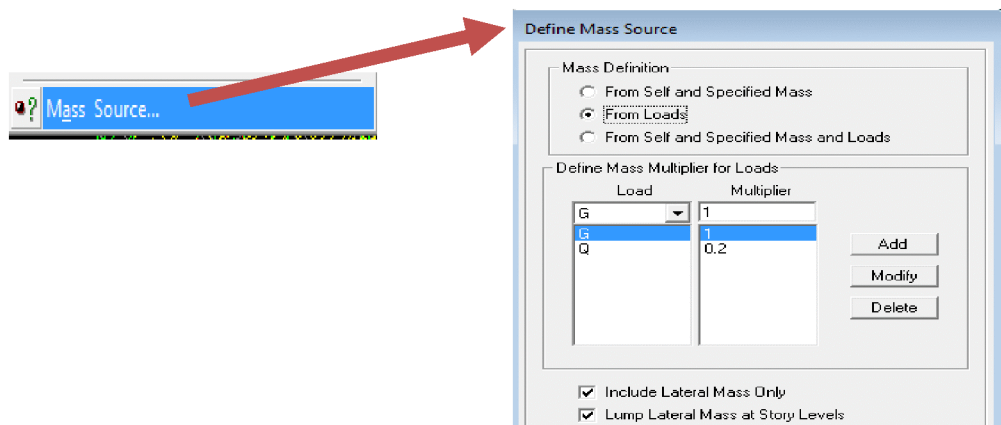 Mass Source...
Define Mass Source
Mass Definition
From Self and Specified Mass
From Loads
From Self and Specified Mass and Loads
Define Mass Multiplier for Loads
Load Multiplier
G 1
G 1
Q 0.2
Add
Modify
Delete
Include Lateral Mass Only
Lump Lateral Mass at Story Levels